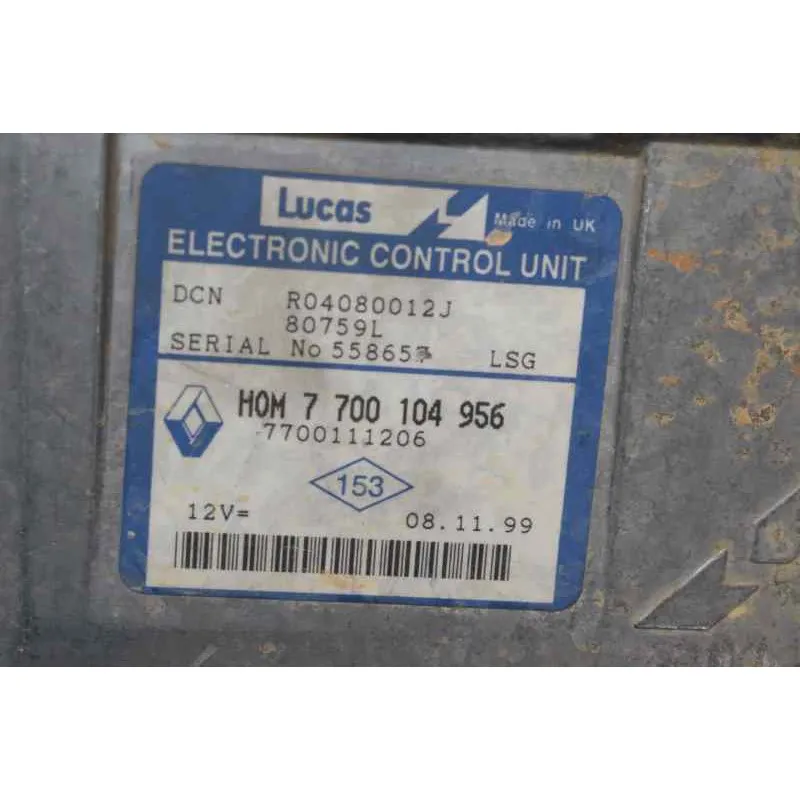 Lucas
Made in UK
ELECTRONIC CONTROL UNIT
DCN R04080012J
80759L
SERIAL No 55865 LSG
HOM 7 700 104 956
7700111206
153
12V= 08.11.99